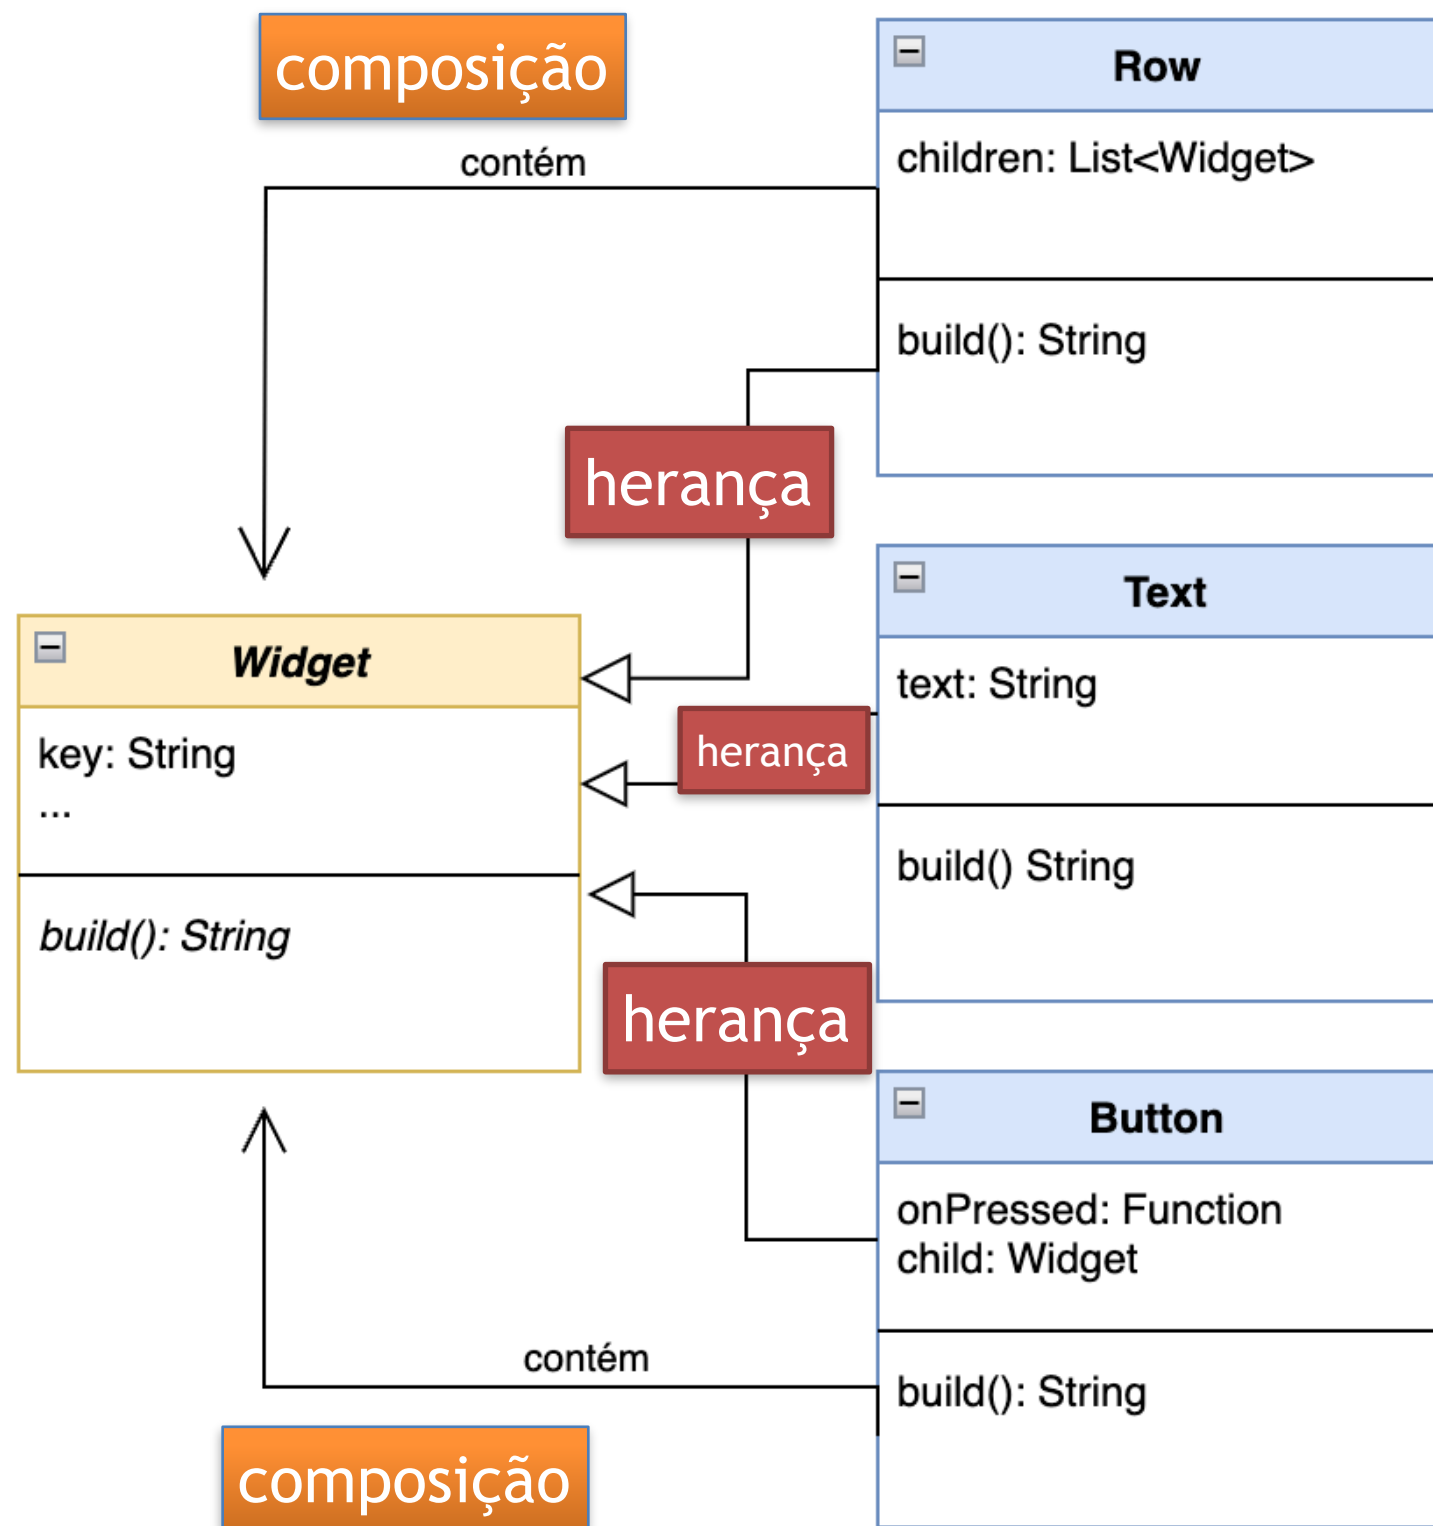 composição
contém
Row
children: List<Widget>
build(): String
herança
Text
text: String
build() String
herança
Widget
key: String
...
build(): String
herança
Button
onPressed: Function
child: Widget
build(): String
contém
composição